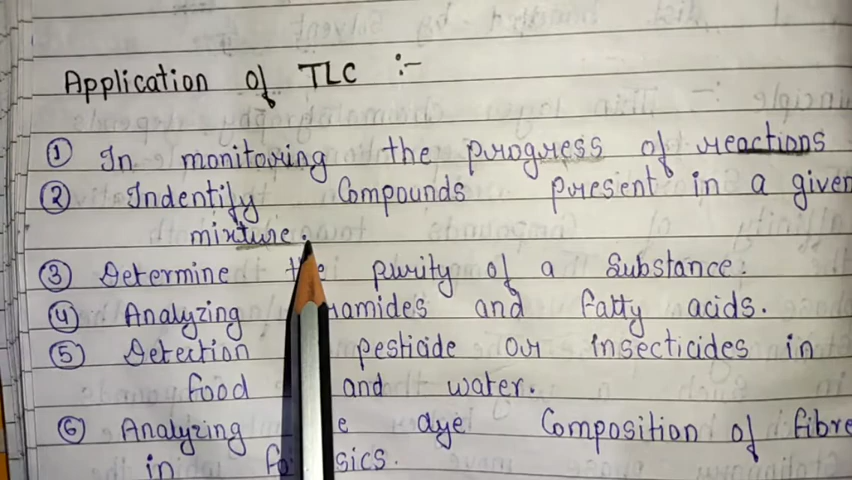 Application of TLC :-
① In monitoring the progress of reactions
② Indentify Compounds present in a given
mixture.
③ Determine the purity of a Substance.
④ Analyzing and fatty acids.
⑤ Detection pesticide or insecticides in
food and water.
⑥ Analyzing dye Composition of fibre
in